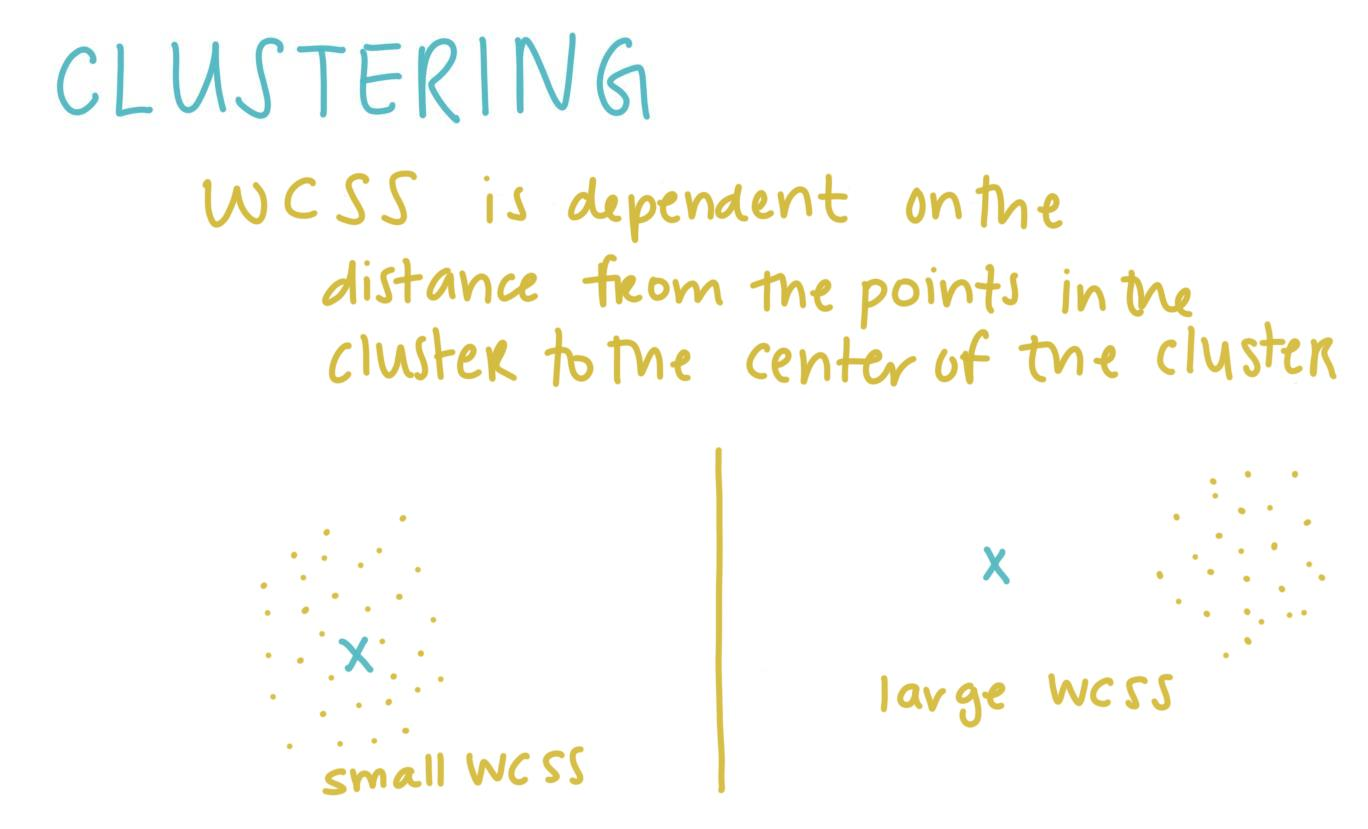 CLUSTERING
WCSS is dependent on the
distance from the points in the
cluster to the center of the cluster
X
X
large WCSS
small WCSS